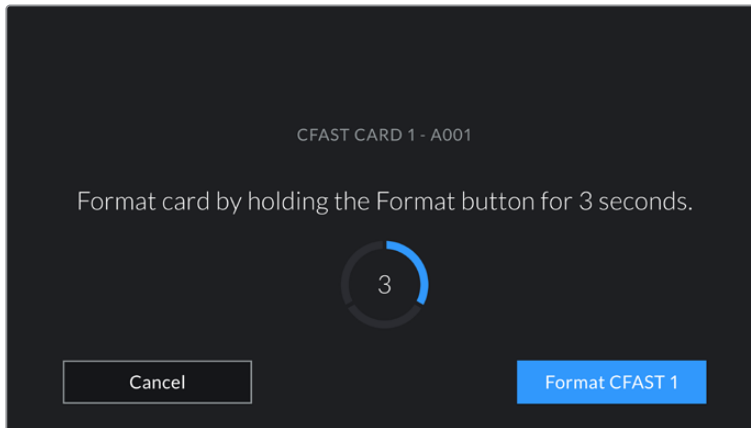 CFAST CARD 1 - A001
Format card by holding the Format button for 3 seconds.
3
Cancel
Format CFAST 1